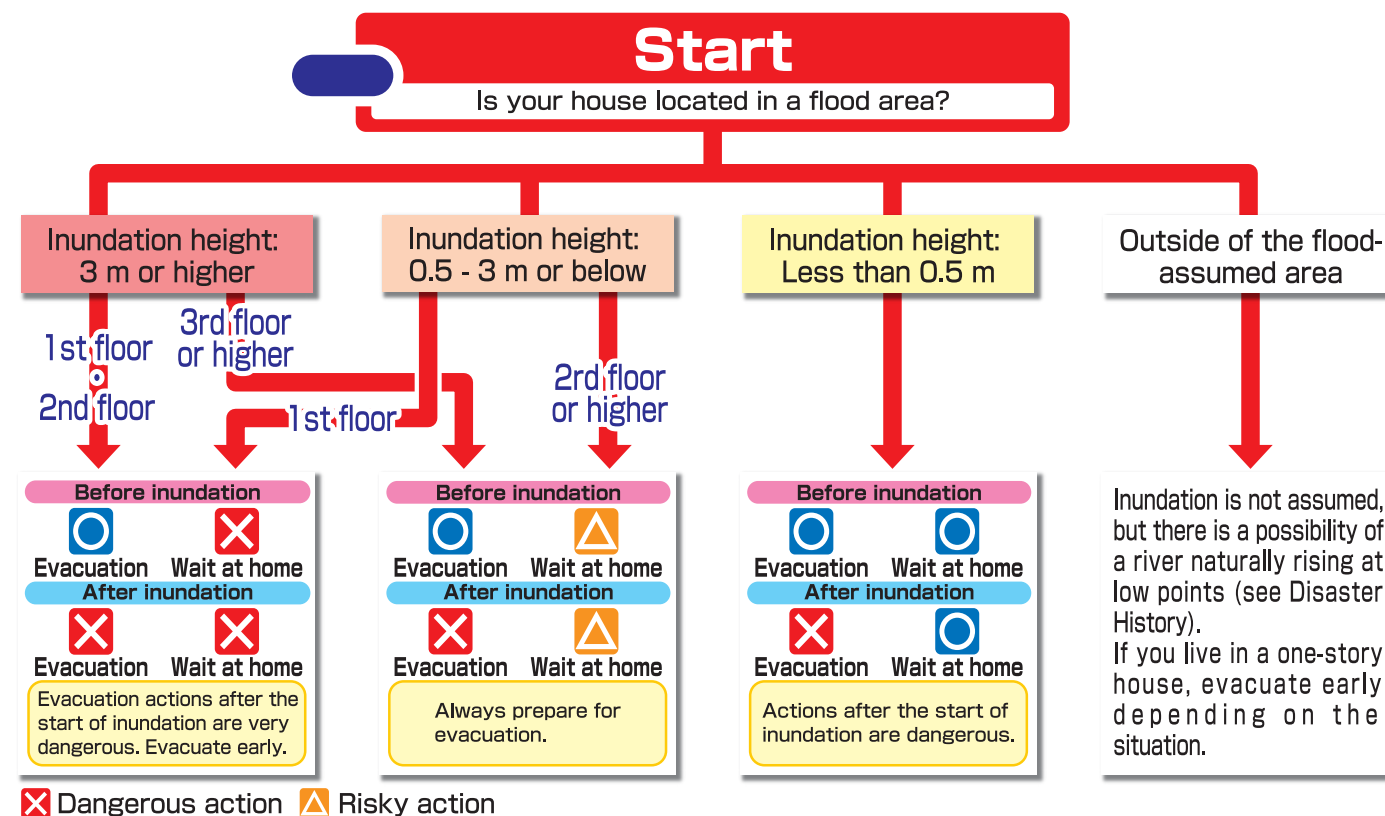 Start
Is your house located in a flood area?
Inundation height:
3 m or higher
Inundation height:
0.5 - 3 m or below
Inundation height:
Less than 0.5 m
Outside of the flood-
assumed area
1st floor
2nd floor
3rd floor
or higher
1st floor
2rd floor
or higher
Before inundation
Evacuation Wait at home
After inundation
Evacuation Wait at home
Evacuation actions after the
start of inundation are very
dangerous. Evacuate early.
Before inundation
Evacuation Wait at home
After inundation
Evacuation Wait at home
Always prepare for
evacuation.
Before inundation
Evacuation Wait at home
After inundation
Evacuation Wait at home
Actions after the start of
inundation are dangerous.
Inundation is not assumed,
but there is a possibility of
a river naturally rising at
low points (see Disaster
History).
If you live in a one-story
house, evacuate early
depending on the
situation.
Dangerous action Risky action